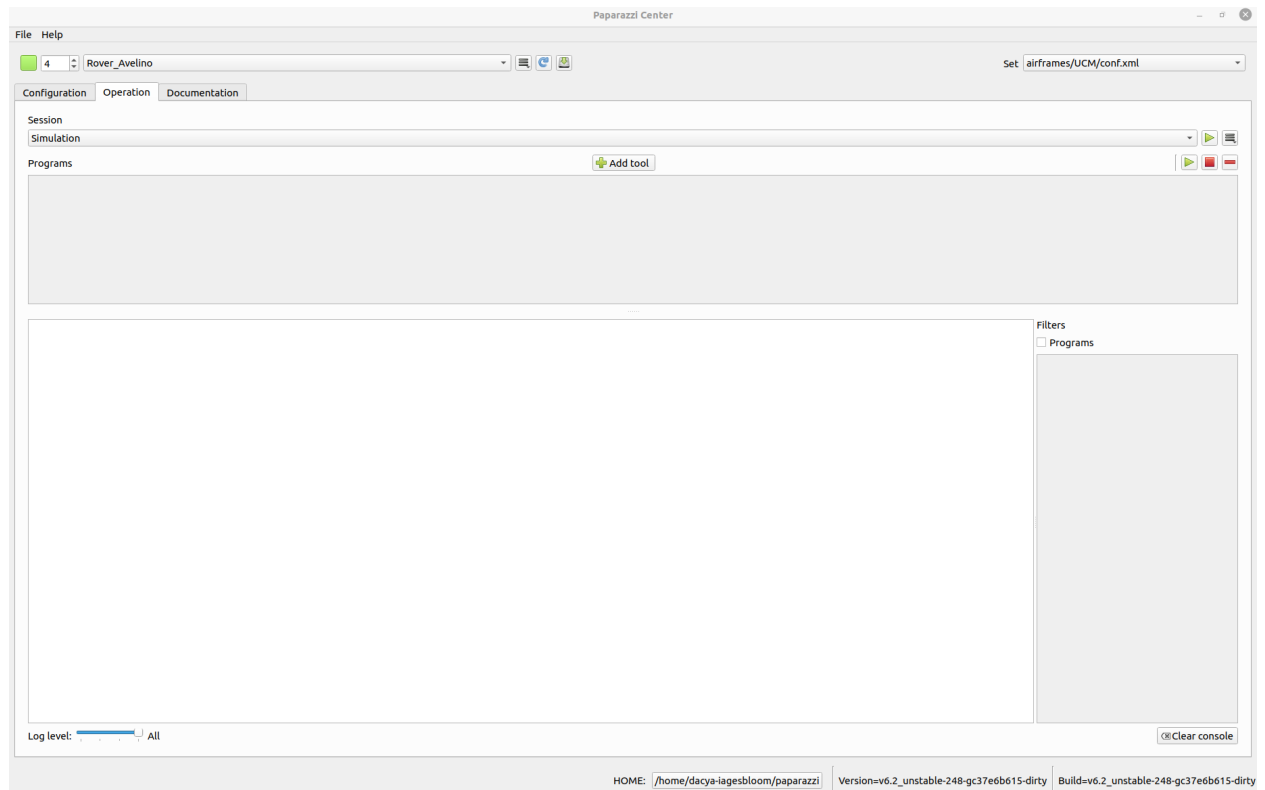 Paparazzi Center
File Help
4 Rover_Avelino Set airframes/UCM/conf.xml
Configuration Operation Documentation
Session
Simulation
Programs Add tool
Filters
Programs
Log level: All Clear console
HOME: /home/dacya-iagesbloom/paparazzi Version=v6.2_unstable-248-gc37e6b615-dirty Build=v6.2_unstable-248-gc37e6b615-dirty